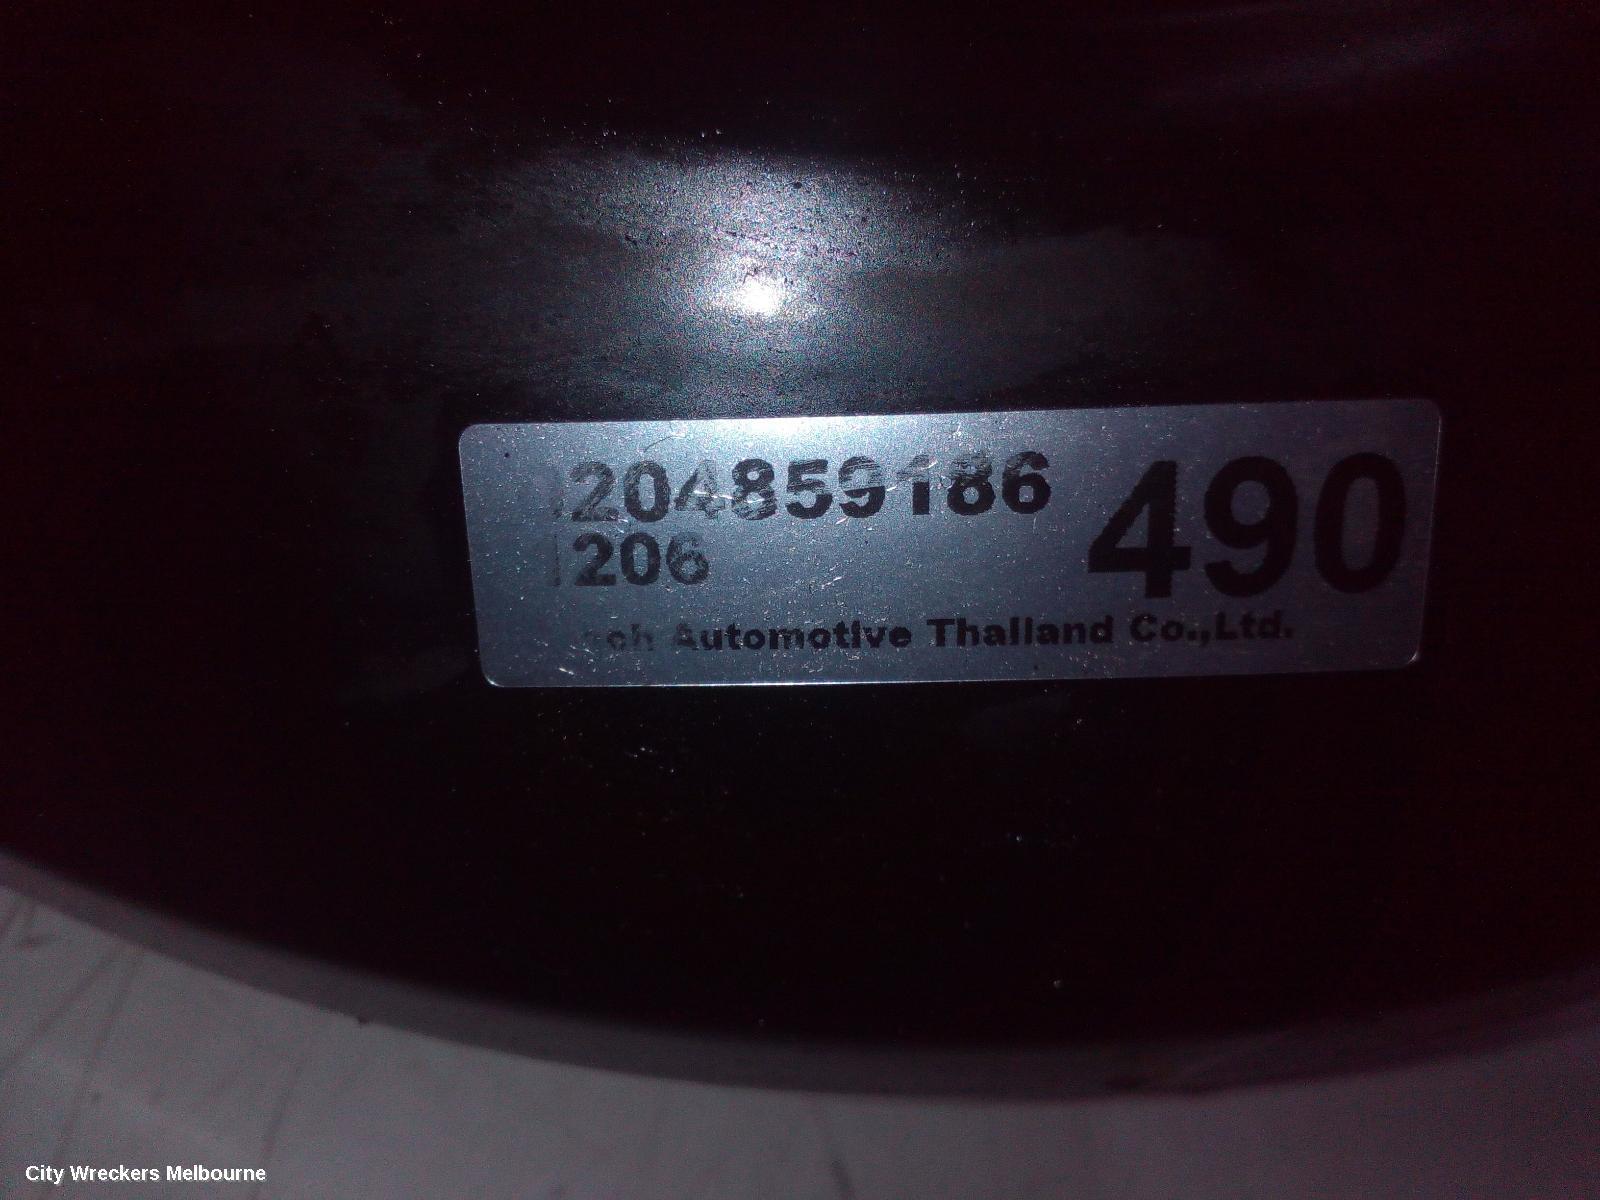 204859186
490
206
Automotive Thailand Co.,Ltd.
City Wreckers Melbourne